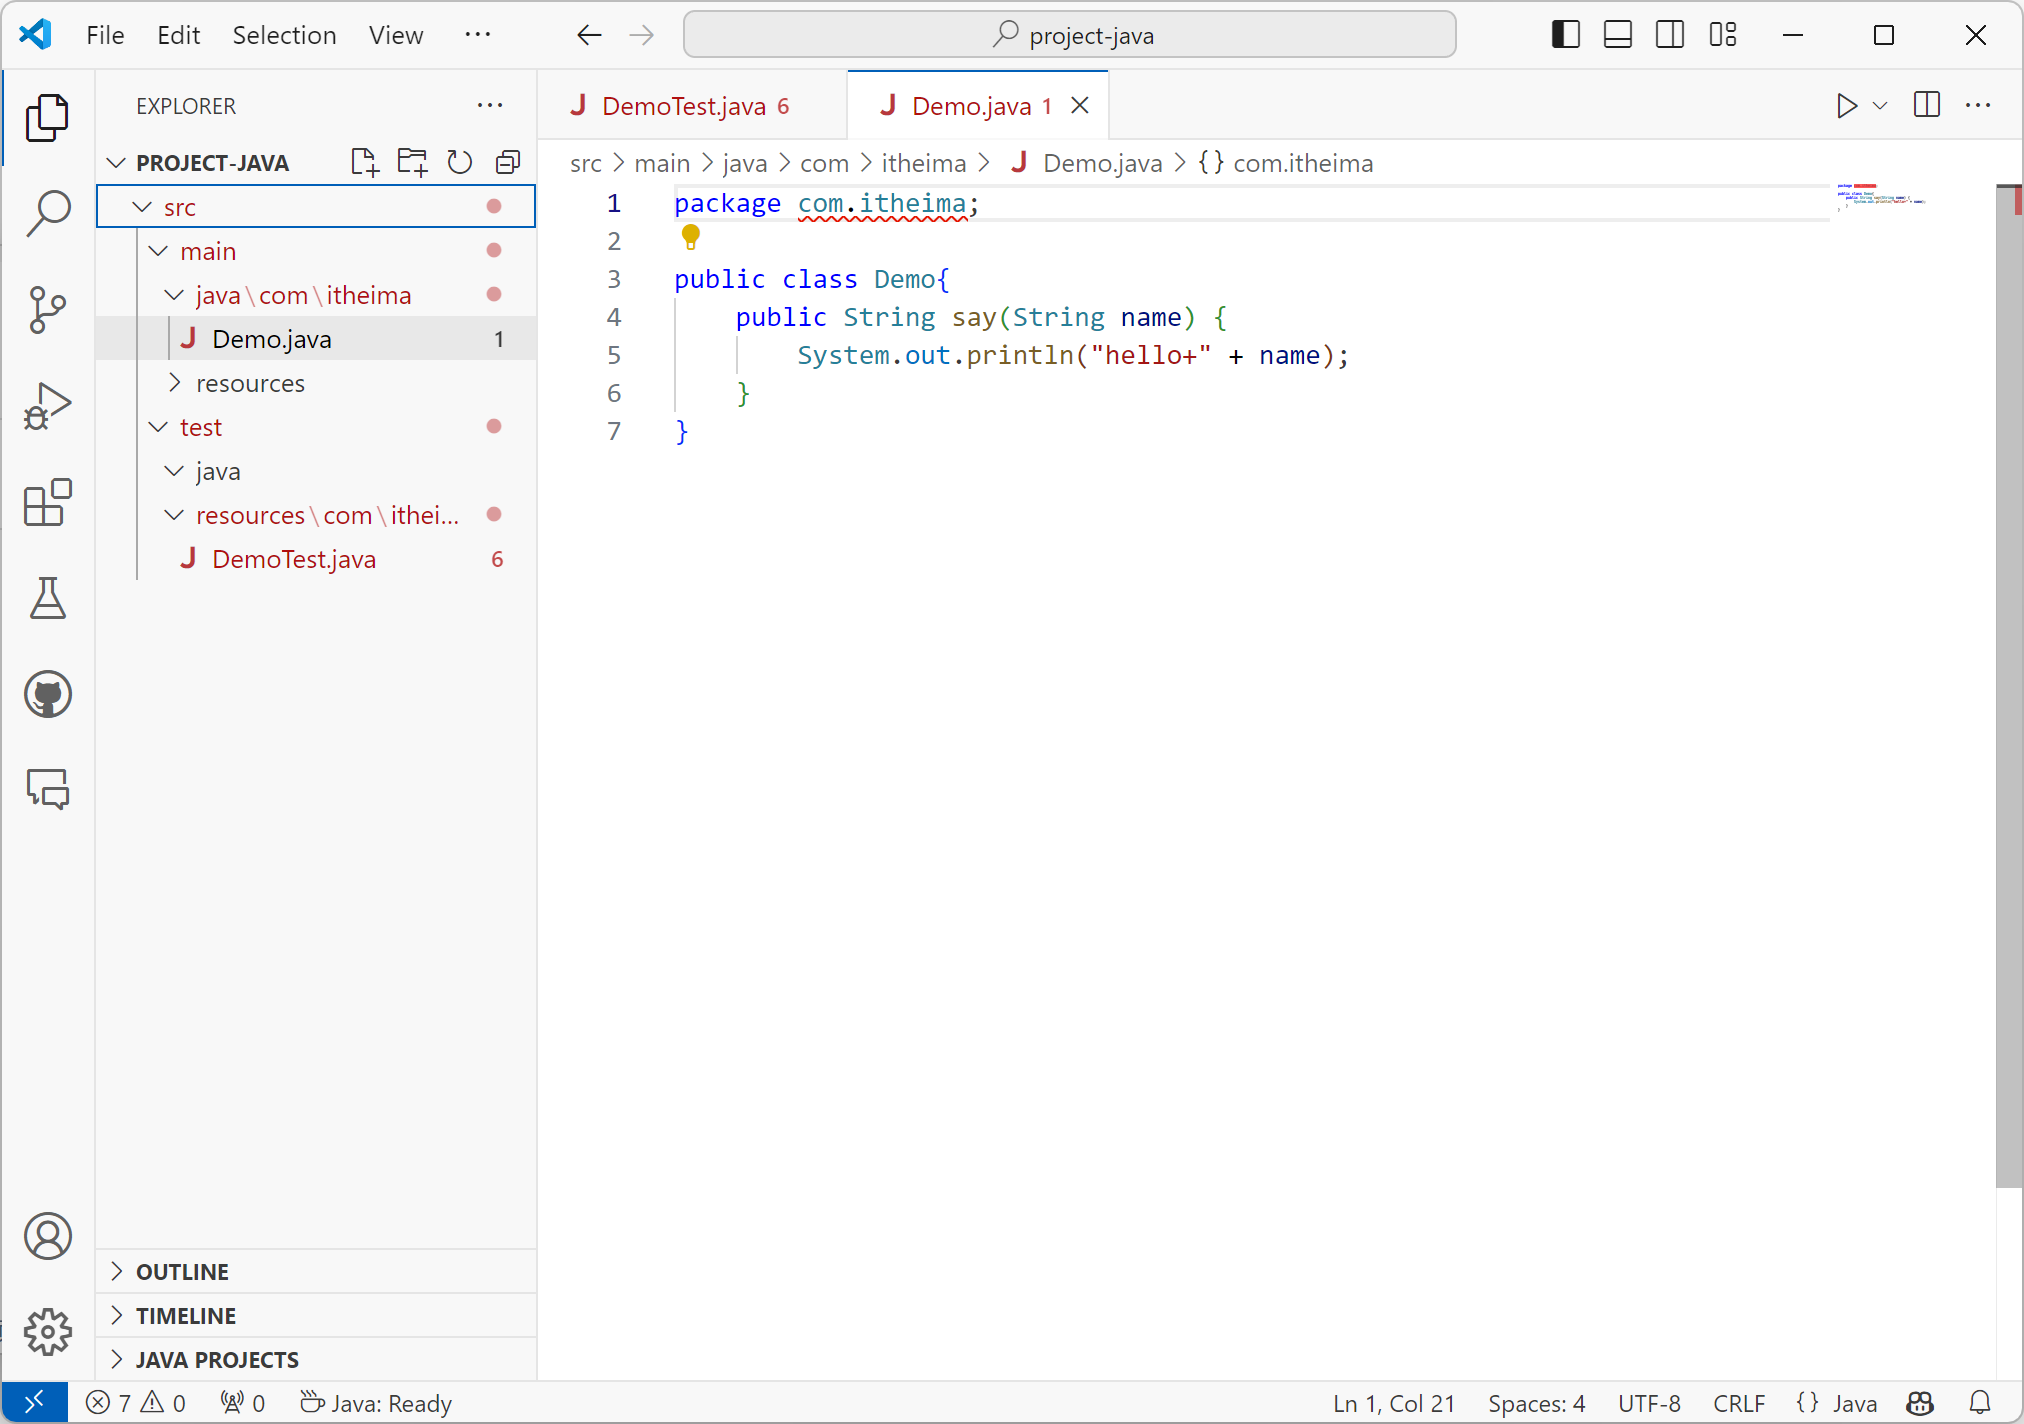 File Edit Selection View ··· project-java
EXPLORER ···
PROJECT-JAVA
src
main
java\com\itheima
Demo.java 1
resources
test
java
resources\com\ithei...
DemoTest.java 6
OUTLINE
TIMELINE
JAVA PROJECTS
DemoTest.java 6 Demo.java 1
src > main > java > com > itheima > Demo.java > {} com.itheima
1 package com.itheima;
2
3 public class Demo{
4 public String say(String name) {
5 System.out.println("hello+" + name);
6 }
7 }
7 0 0 Java: Ready Ln 1, Col 21 Spaces: 4 UTF-8 CRLF {} Java